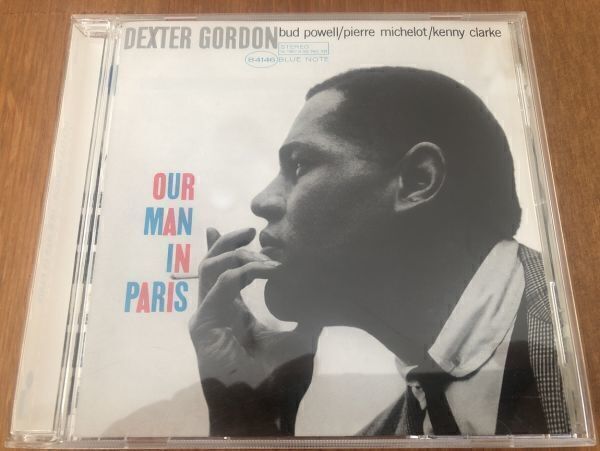 DEXTER GORDON bud powell/pierre michelot/kenny clarke
STEREO
84146 BLUE NOTE
OUR
MAN
IN
PARIS